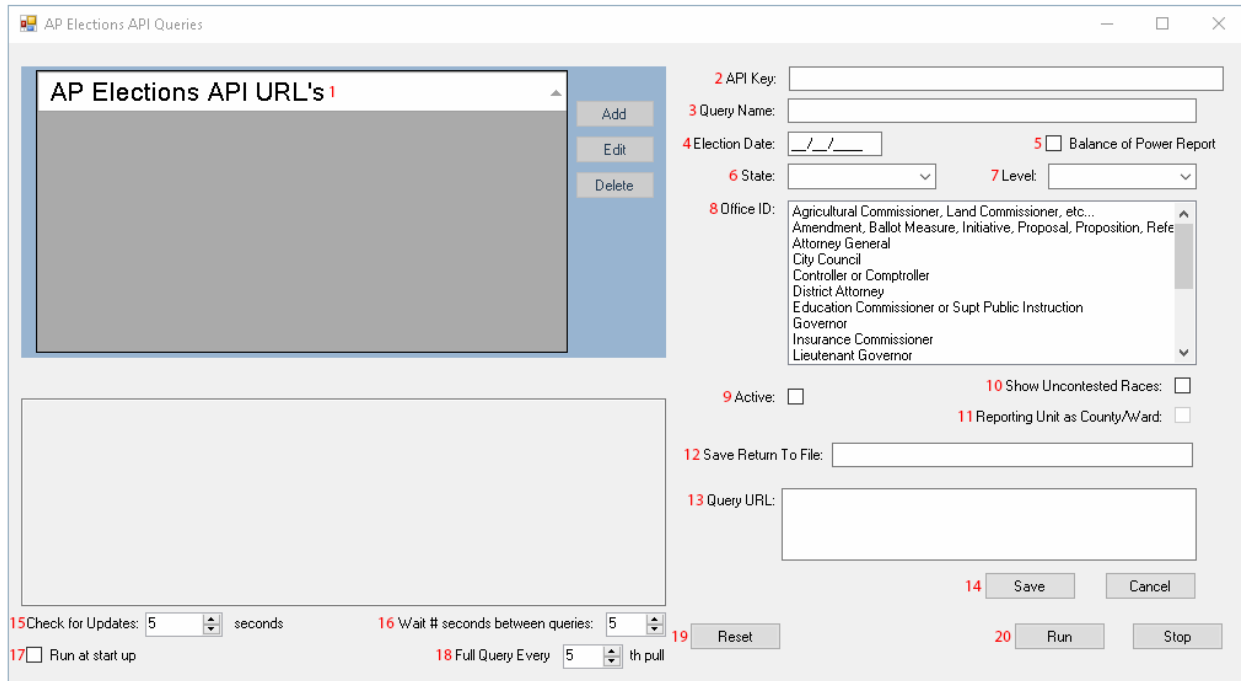 AP Elections API Queries
AP Elections API URL's 1
Add
Edit
Delete
2 API Key:
3 Query Name:
4 Election Date: __/__/____
5 Balance of Power Report
6 State:
7 Level:
8 Office ID:
Agricultural Commissioner, Land Commissioner, etc...
Amendment, Ballot Measure, Initiative, Proposal, Proposition, Refe
Attorney General
City Council
Controller or Comptroller
District Attorney
Education Commissioner or Supt Public Instruction
Governor
Insurance Commissioner
Lieutenant Governor
9 Active:
10 Show Uncontested Races:
11 Reporting Unit as County/Ward:
12 Save Return To File:
13 Query URL:
14 Save Cancel
15 Check for Updates: 5 seconds
16 Wait # seconds between queries: 5
17 Run at start up
18 Full Query Every 5 th pull
19 Reset
20 Run Stop